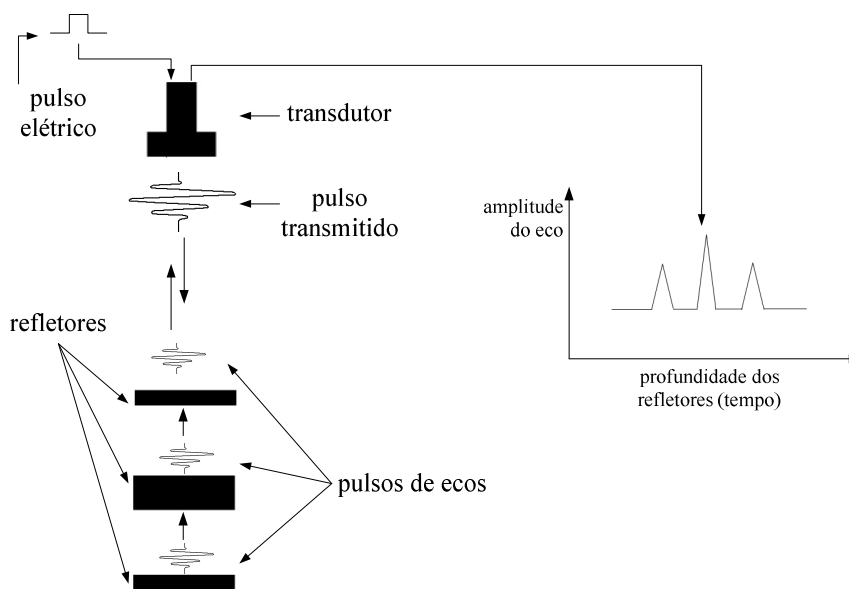 pulso
elétrico
transdutor
pulso
transmitido
refletores
pulsos de ecos
amplitude
do eco
profundidade dos
refletores (tempo)